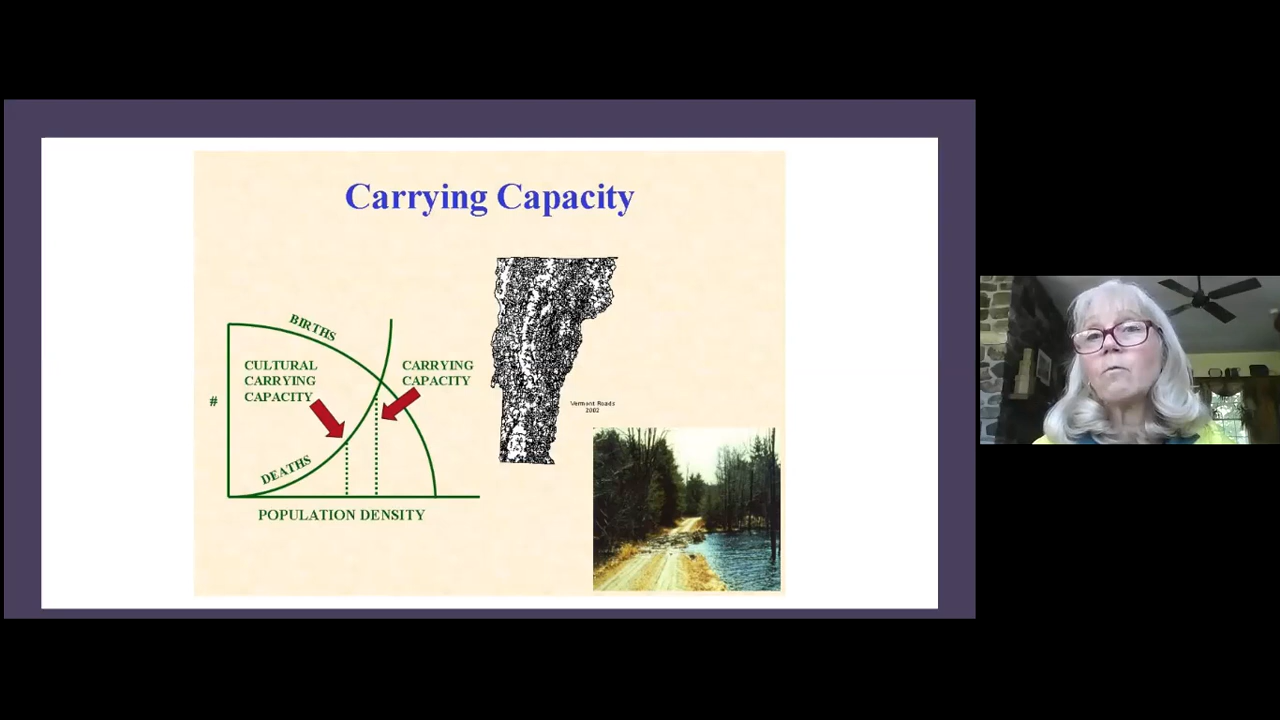 Carrying Capacity
BIRTHS
CULTURAL
CARRYING
CAPACITY
CARRYING
CAPACITY
#
DEATHS
POPULATION DENSITY
Vermont Roads
2002